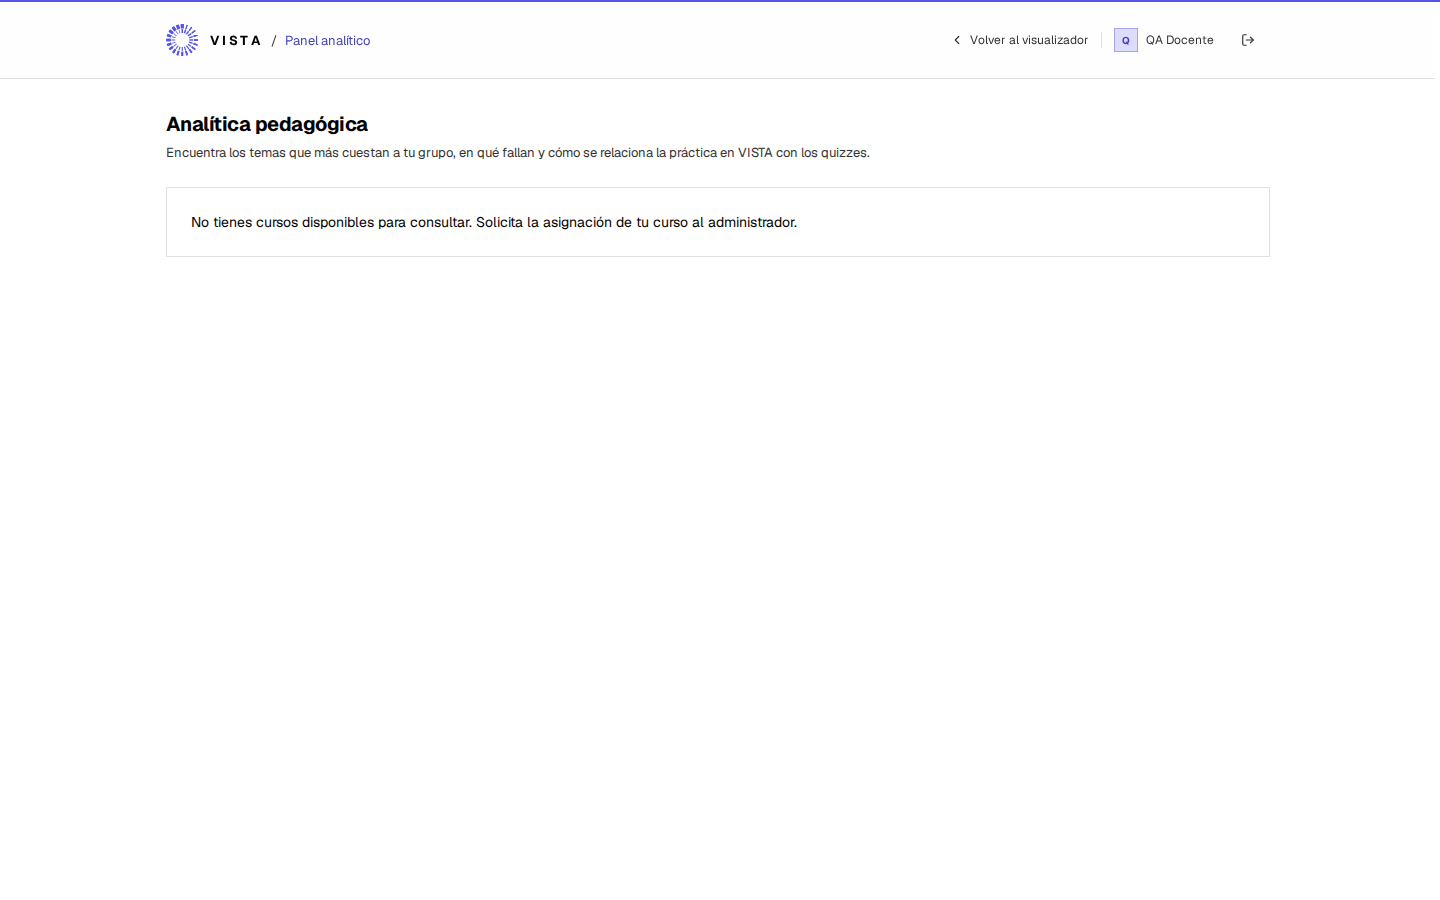 VISTA / Panel analítico
Volver al visualizador
Q QA Docente
Analítica pedagógica
Encuentra los temas que más cuestan a tu grupo, en qué fallan y cómo se relaciona la práctica en VISTA con los quizzes.
No tienes cursos disponibles para consultar. Solicita la asignación de tu curso al administrador.